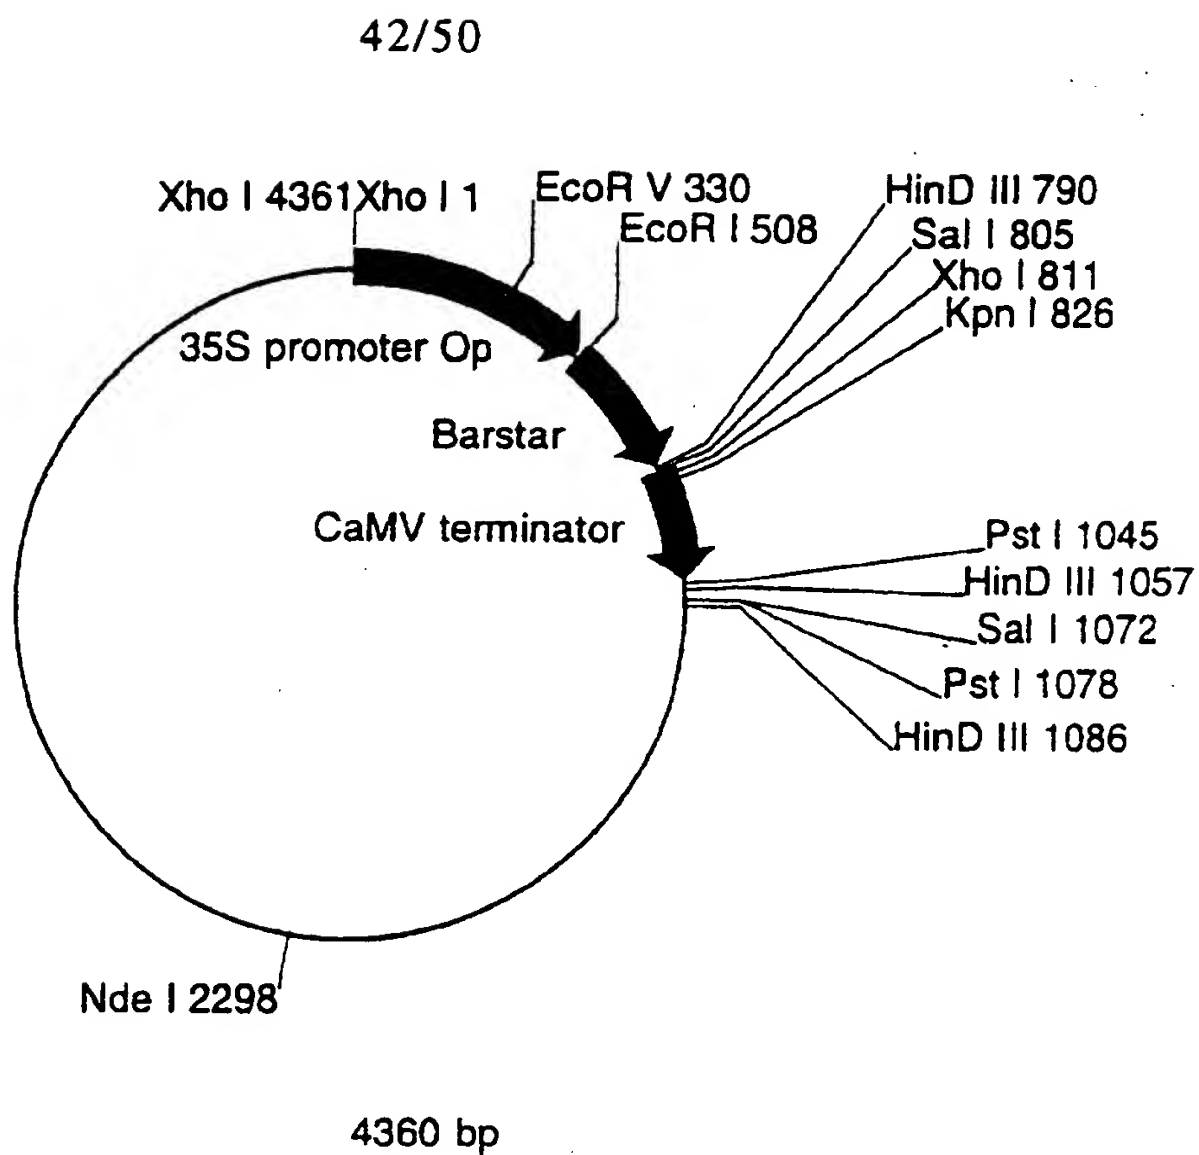 42/50
Xho I 4361 Xho I 1
EcoR V 330
EcoR I 508
HinD III 790
Sal I 805
Xho I 811
Kpn I 826
35S promoter Op
Barstar
CaMV terminator
Pst I 1045
HinD III 1057
Sal I 1072
Pst I 1078
HinD III 1086
Nde I 2298
4360 bp